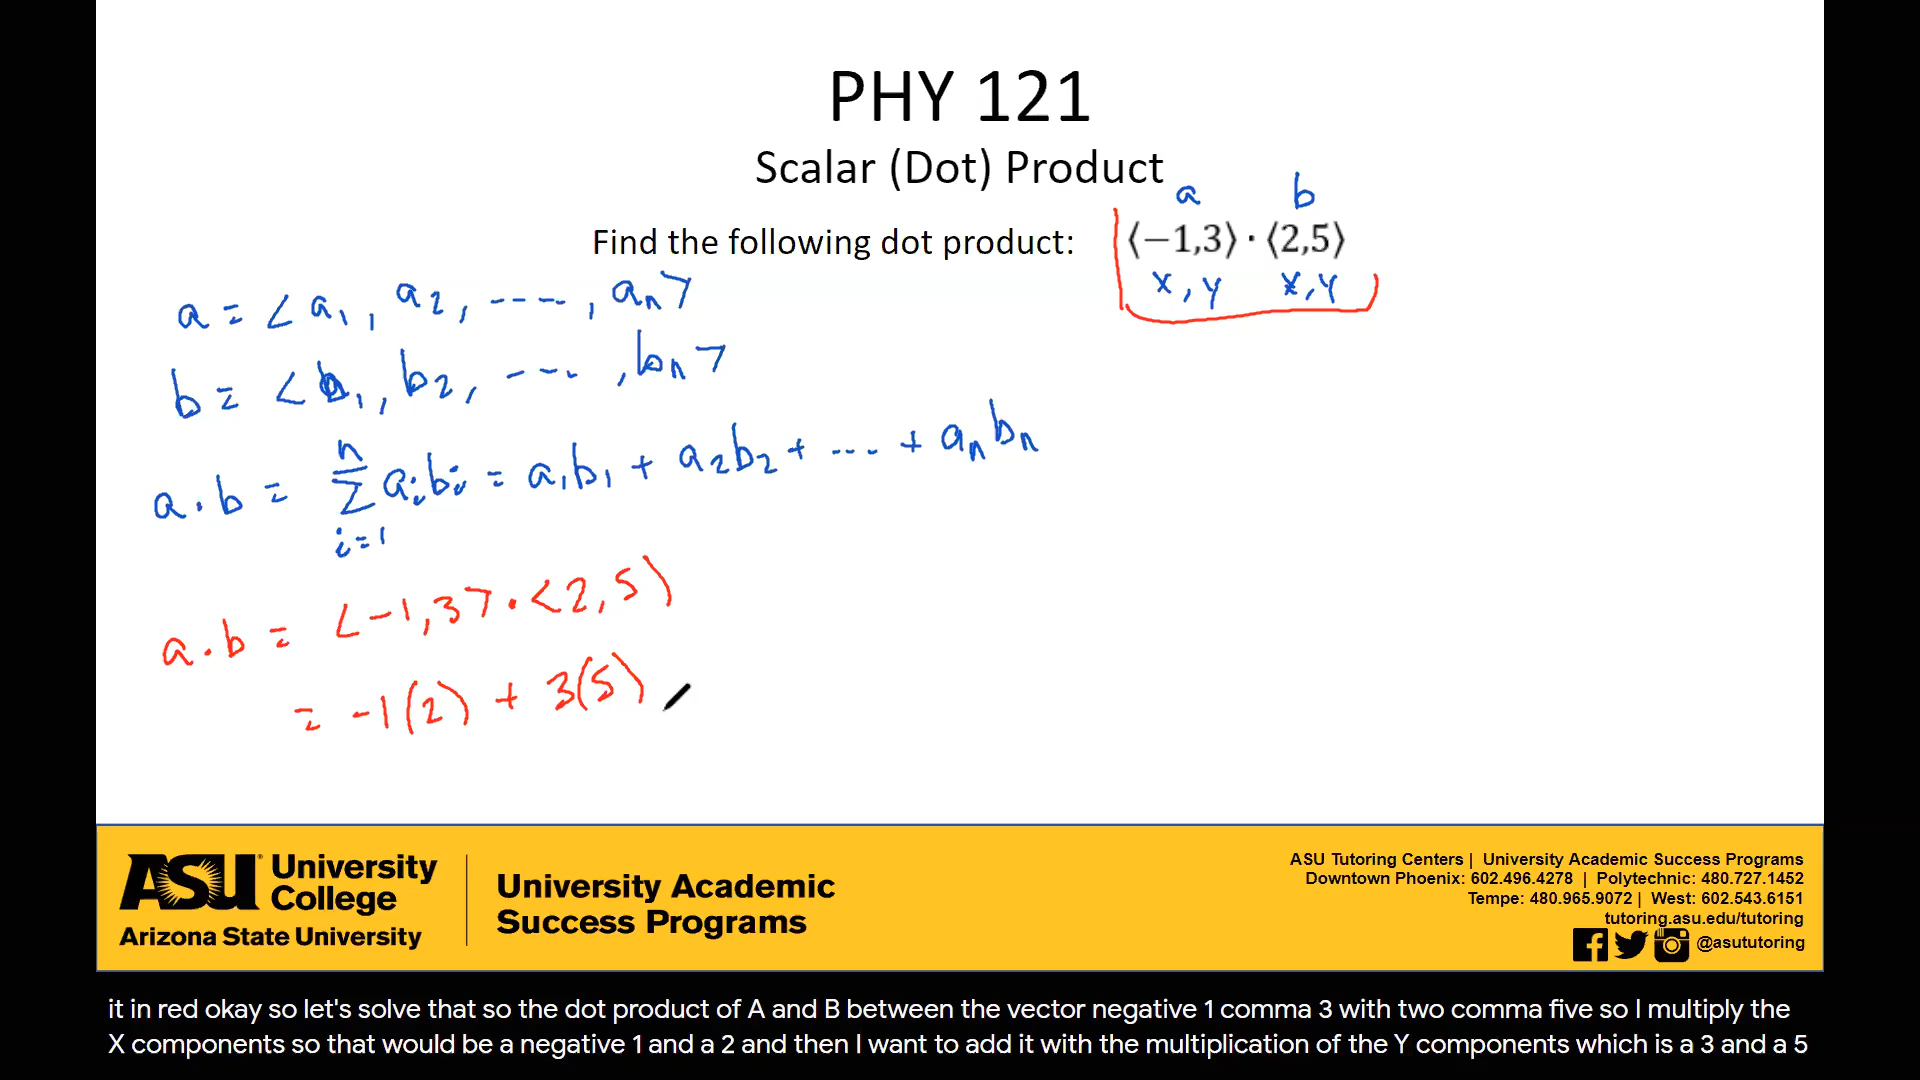 PHY 121
Scalar (Dot) Product
a b
Find the following dot product: ⟨−1,3⟩ · ⟨2,5⟩
x, y x, y
a = < a₁, a₂, ----, aₙ >
b = < b₁, b₂, ---, bₙ >
a · b = n Σ i=1 aᵢbᵢ = a₁b₁ + a₂b₂ + ... + aₙbₙ
a · b = < -1, 3 > · < 2, 5 )
= -1(2) + 3(5)
ASU University College
Arizona State University
University Academic
Success Programs
ASU Tutoring Centers | University Academic Success Programs
Downtown Phoenix: 602.496.4278 | Polytechnic: 480.727.1452
Tempe: 480.965.9072 | West: 602.543.6151
tutoring.asu.edu/tutoring
@asututoring
it in red okay so let's solve that so the dot product of A and B between the vector negative 1 comma 3 with two comma five so I multiply the
X components so that would be a negative 1 and a 2 and then I want to add it with the multiplication of the Y components which is a 3 and a 5